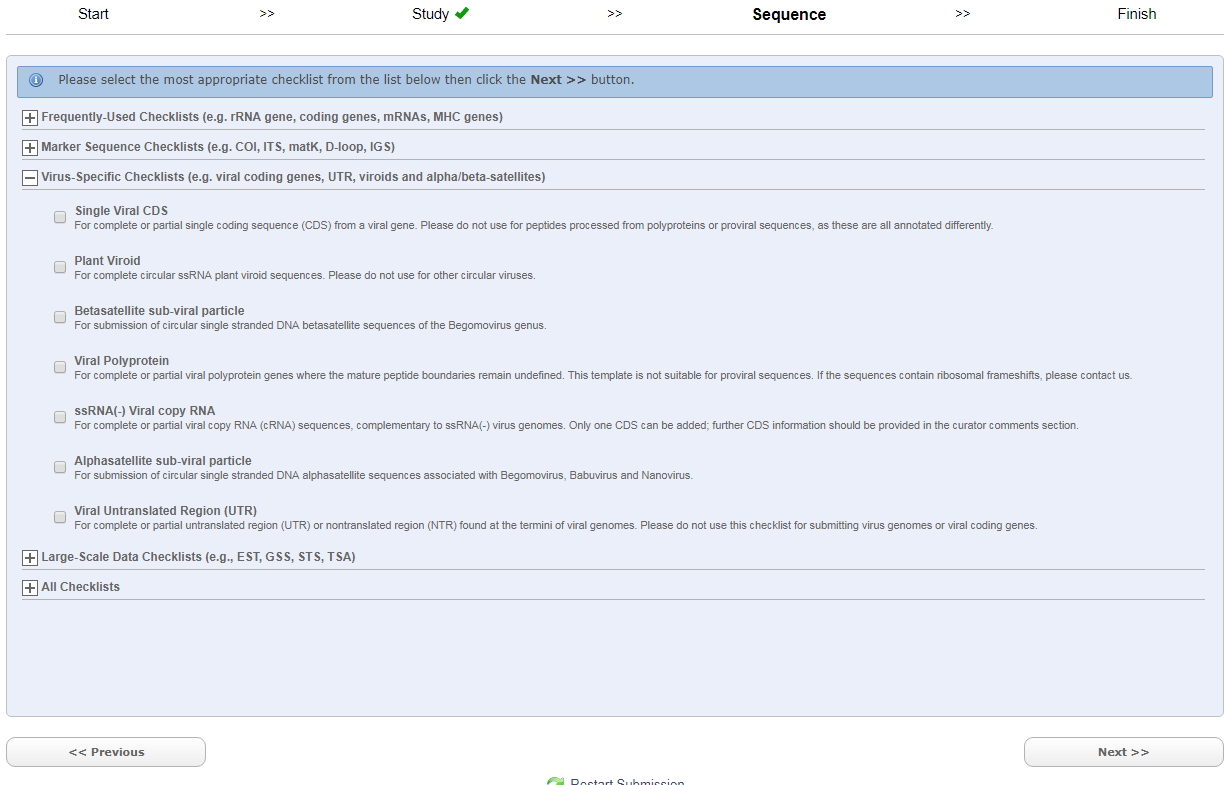 Start >> Study >> Sequence >> Finish
Please select the most appropriate checklist from the list below then click the Next >> button.
Frequently-Used Checklists (e.g. rRNA gene, coding genes, mRNAs, MHC genes)
Marker Sequence Checklists (e.g. COI, ITS, matK, D-loop, IGS)
Virus-Specific Checklists (e.g. viral coding genes, UTR, viroids and alpha/beta-satellites)
Single Viral CDS
For complete or partial single coding sequence (CDS) from a viral gene. Please do not use for peptides processed from polyproteins or proviral sequences, as these are all annotated differently.
Plant Viroid
For complete circular ssRNA plant viroid sequences. Please do not use for other circular viruses.
Betasatellite sub-viral particle
For submission of circular single stranded DNA betasatellite sequences of the Begomovirus genus.
Viral Polyprotein
For complete or partial viral polyprotein genes where the mature peptide boundaries remain undefined. This template is not suitable for proviral sequences. If the sequences contain ribosomal frameshifts, please contact us.
ssRNA(-) Viral copy RNA
For complete or partial viral copy RNA (cRNA) sequences, complementary to ssRNA(-) virus genomes. Only one CDS can be added; further CDS information should be provided in the curator comments section.
Alphasatellite sub-viral particle
For submission of circular single stranded DNA alphasatellite sequences associated with Begomovirus, Babuvirus and Nanovirus.
Viral Untranslated Region (UTR)
For complete or partial untranslated region (UTR) or nontranslated region (NTR) found at the termini of viral genomes. Please do not use this checklist for submitting virus genomes or viral coding genes.
Large-Scale Data Checklists (e.g., EST, GSS, STS, TSA)
All Checklists
<< Previous
Next >>
Restart Submission